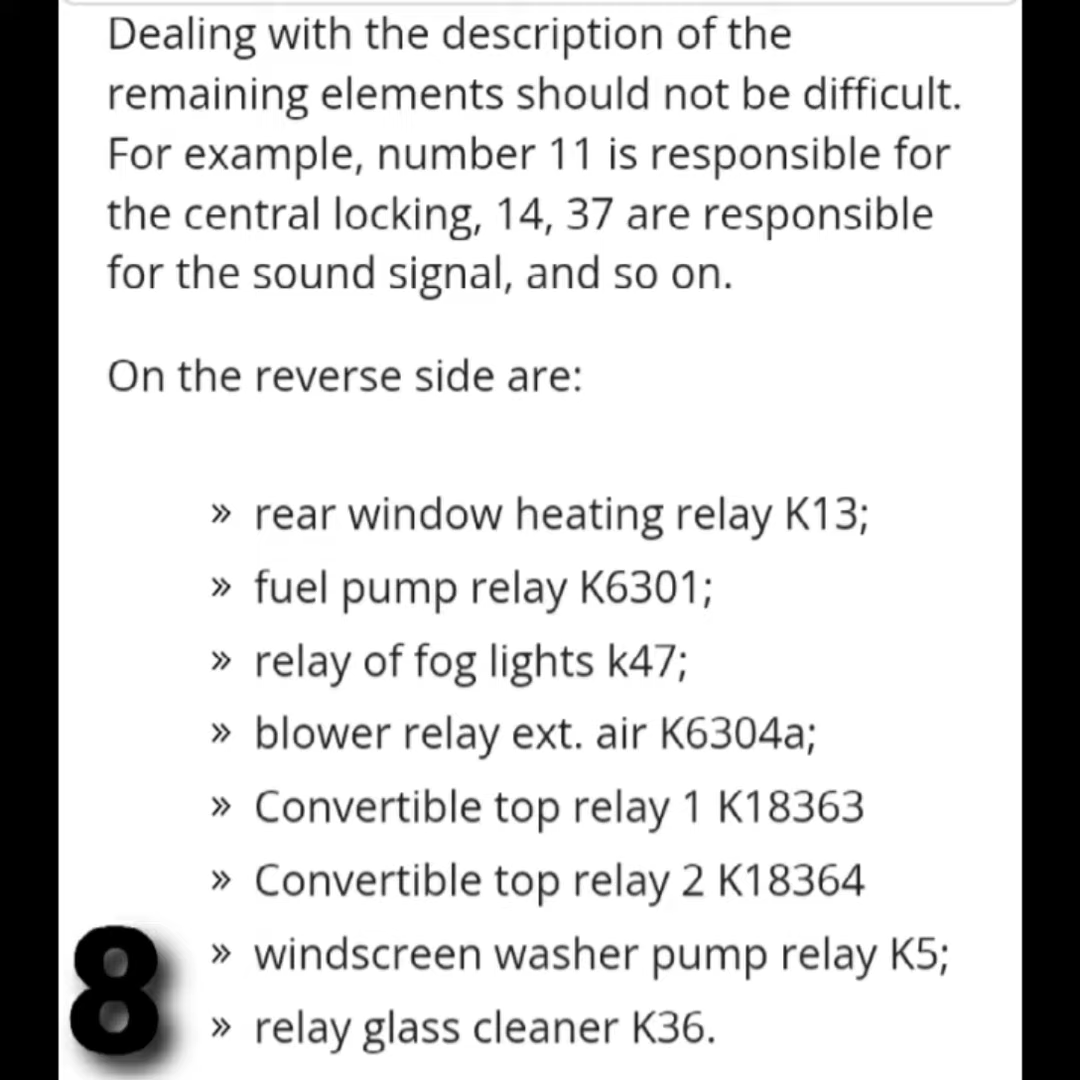 Dealing with the description of the
remaining elements should not be difficult.
For example, number 11 is responsible for
the central locking, 14, 37 are responsible
for the sound signal, and so on.
On the reverse side are:
» rear window heating relay K13;
» fuel pump relay K6301;
» relay of fog lights k47;
» blower relay ext. air K6304a;
» Convertible top relay 1 K18363
» Convertible top relay 2 K18364
» windscreen washer pump relay K5;
» relay glass cleaner K36.
8